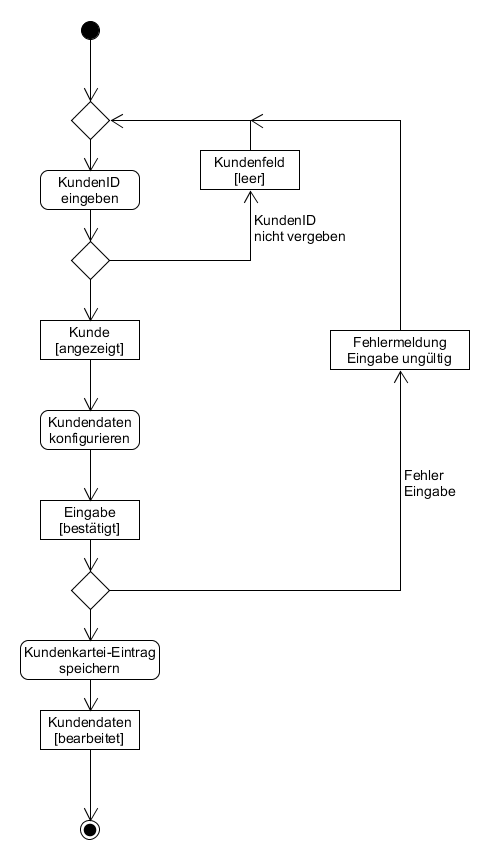 Kundenfeld
[leer]
KundenID
eingeben
KundenID
nicht vergeben
Kunde
[angezeigt]
Fehlermeldung
Eingabe ungültig
Kundendaten
konfigurieren
Fehler
Eingabe
Eingabe
[bestätigt]
Kundenkartei-Eintrag
speichern
Kundendaten
[bearbeitet]